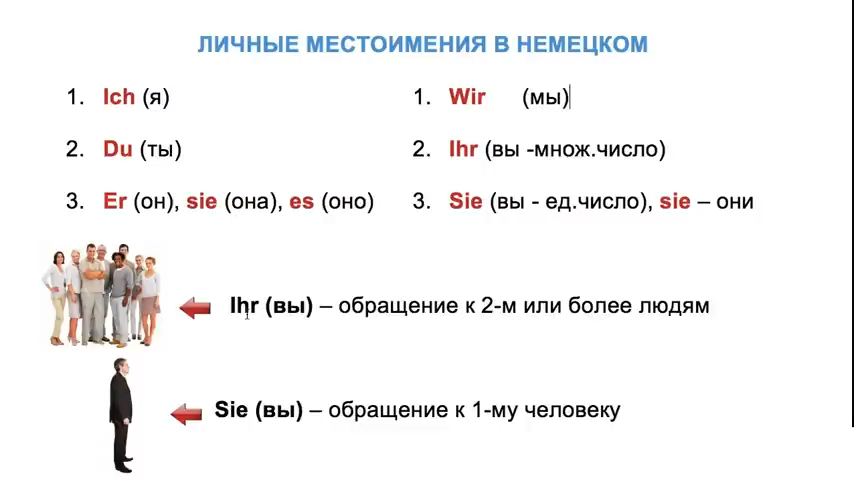 ЛИЧНЫЕ МЕСТОИМЕНИЯ В НЕМЕЦКОМ
1. Ich (я)
2. Du (ты)
3. Er (он), sie (она), es (оно)
1. Wir (мы)
2. Ihr (вы -множ.число)
3. Sie (вы - ед.число), sie – они
Ihr (вы) – обращение к 2-м или более людям
Sie (вы) – обращение к 1-му человеку